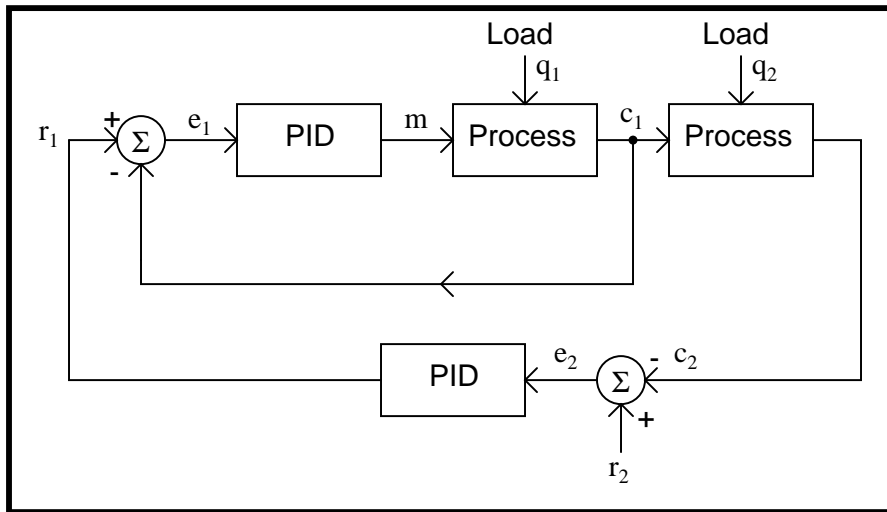 Load Load
q₁ q₂
r₁ + Σ e₁ PID m Process c₁ Process
-
PID e₂ Σ - c₂
+
r₂